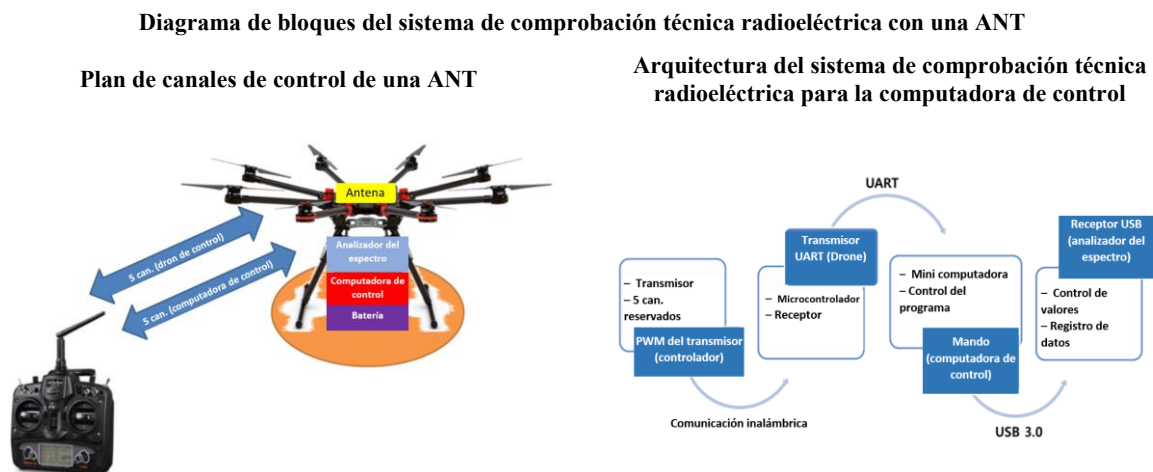 Diagrama de bloques del sistema de comprobación técnica radioeléctrica con una ANT
Plan de canales de control de una ANT
Arquitectura del sistema de comprobación técnica
radioeléctrica para la computadora de control
Antena
Analizador del
espectro
Computadora de
control
Batería
5 can. (dron de control)
5 can. (computadora de control)
– Transmisor
– 5 can.
reservados
PWM del transmisor
(controlador)
Comunicación inalámbrica
Transmisor
UART (Drone)
– Microcontrolador
– Receptor
UART
– Mini computadora
– Control del
programa
Mando
(computadora de
control)
USB 3.0
Receptor USB
(analizador del
espectro)
– Control de
valores
– Registro de
datos